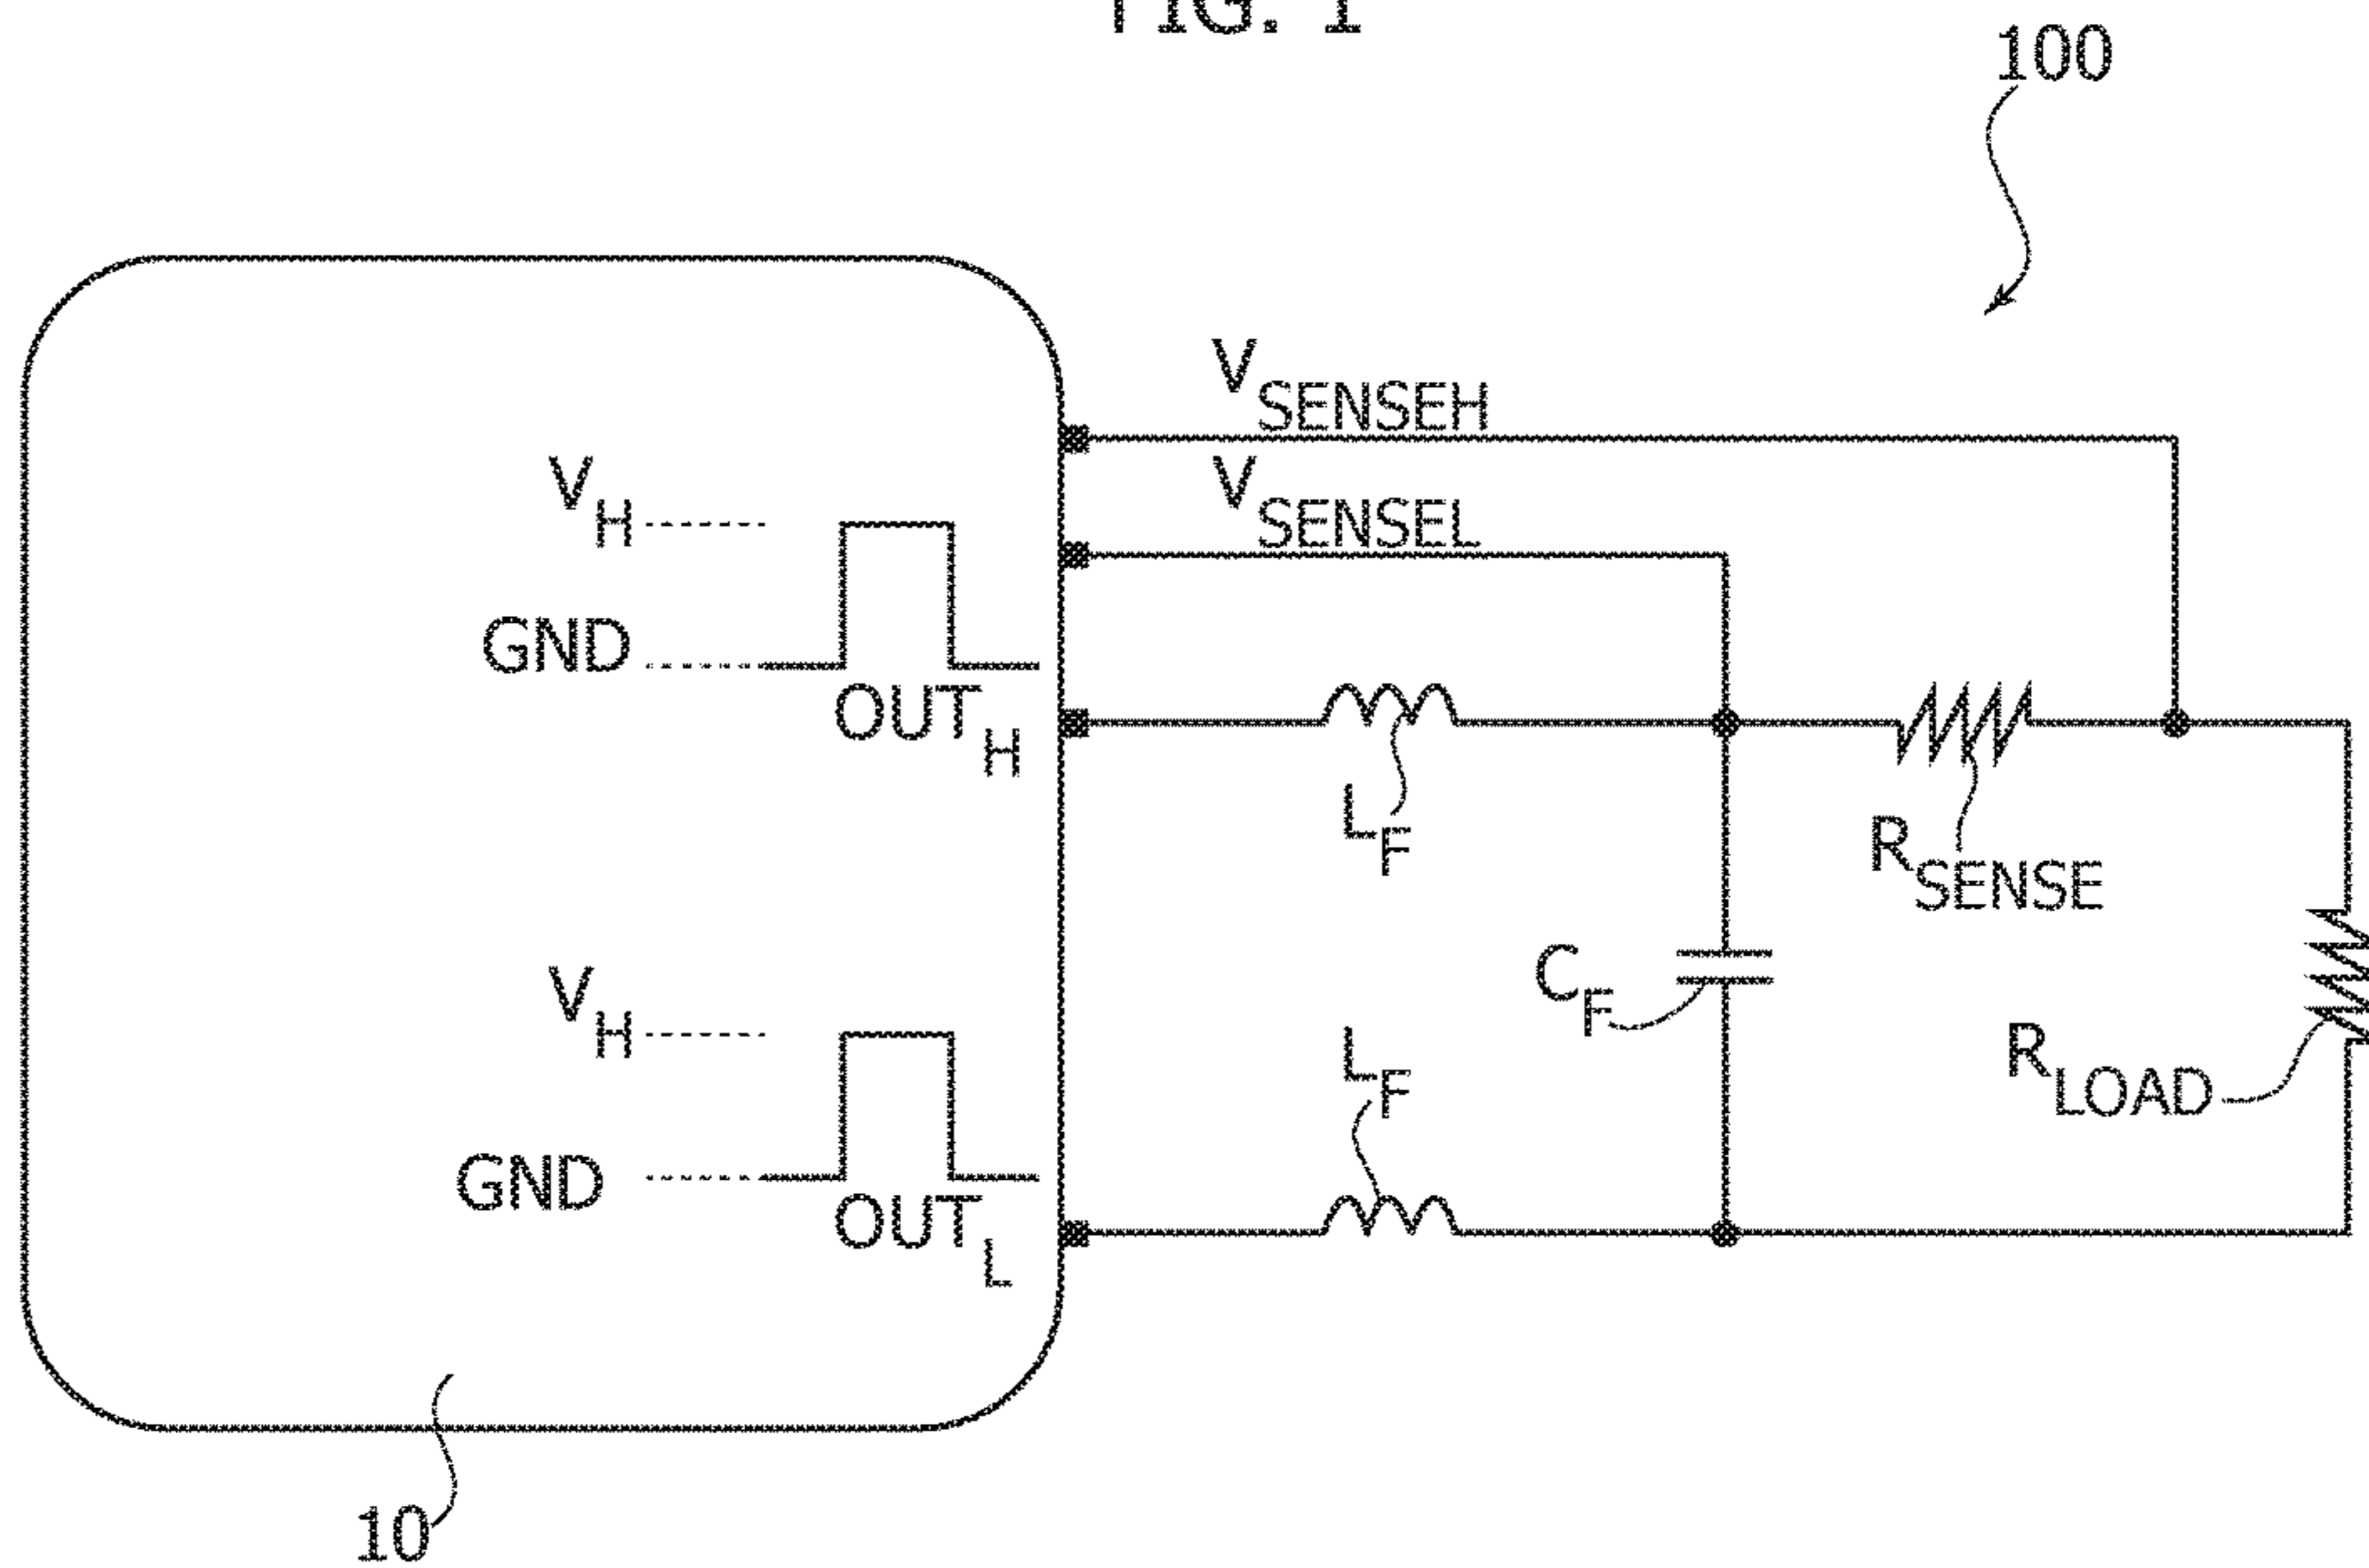 FIG. 1
100
VSENSEH
VSENSEL
VH
GND
OUTH
LF
RSENSE
CF
VH
LF
RLOAD
GND
OUTL
10